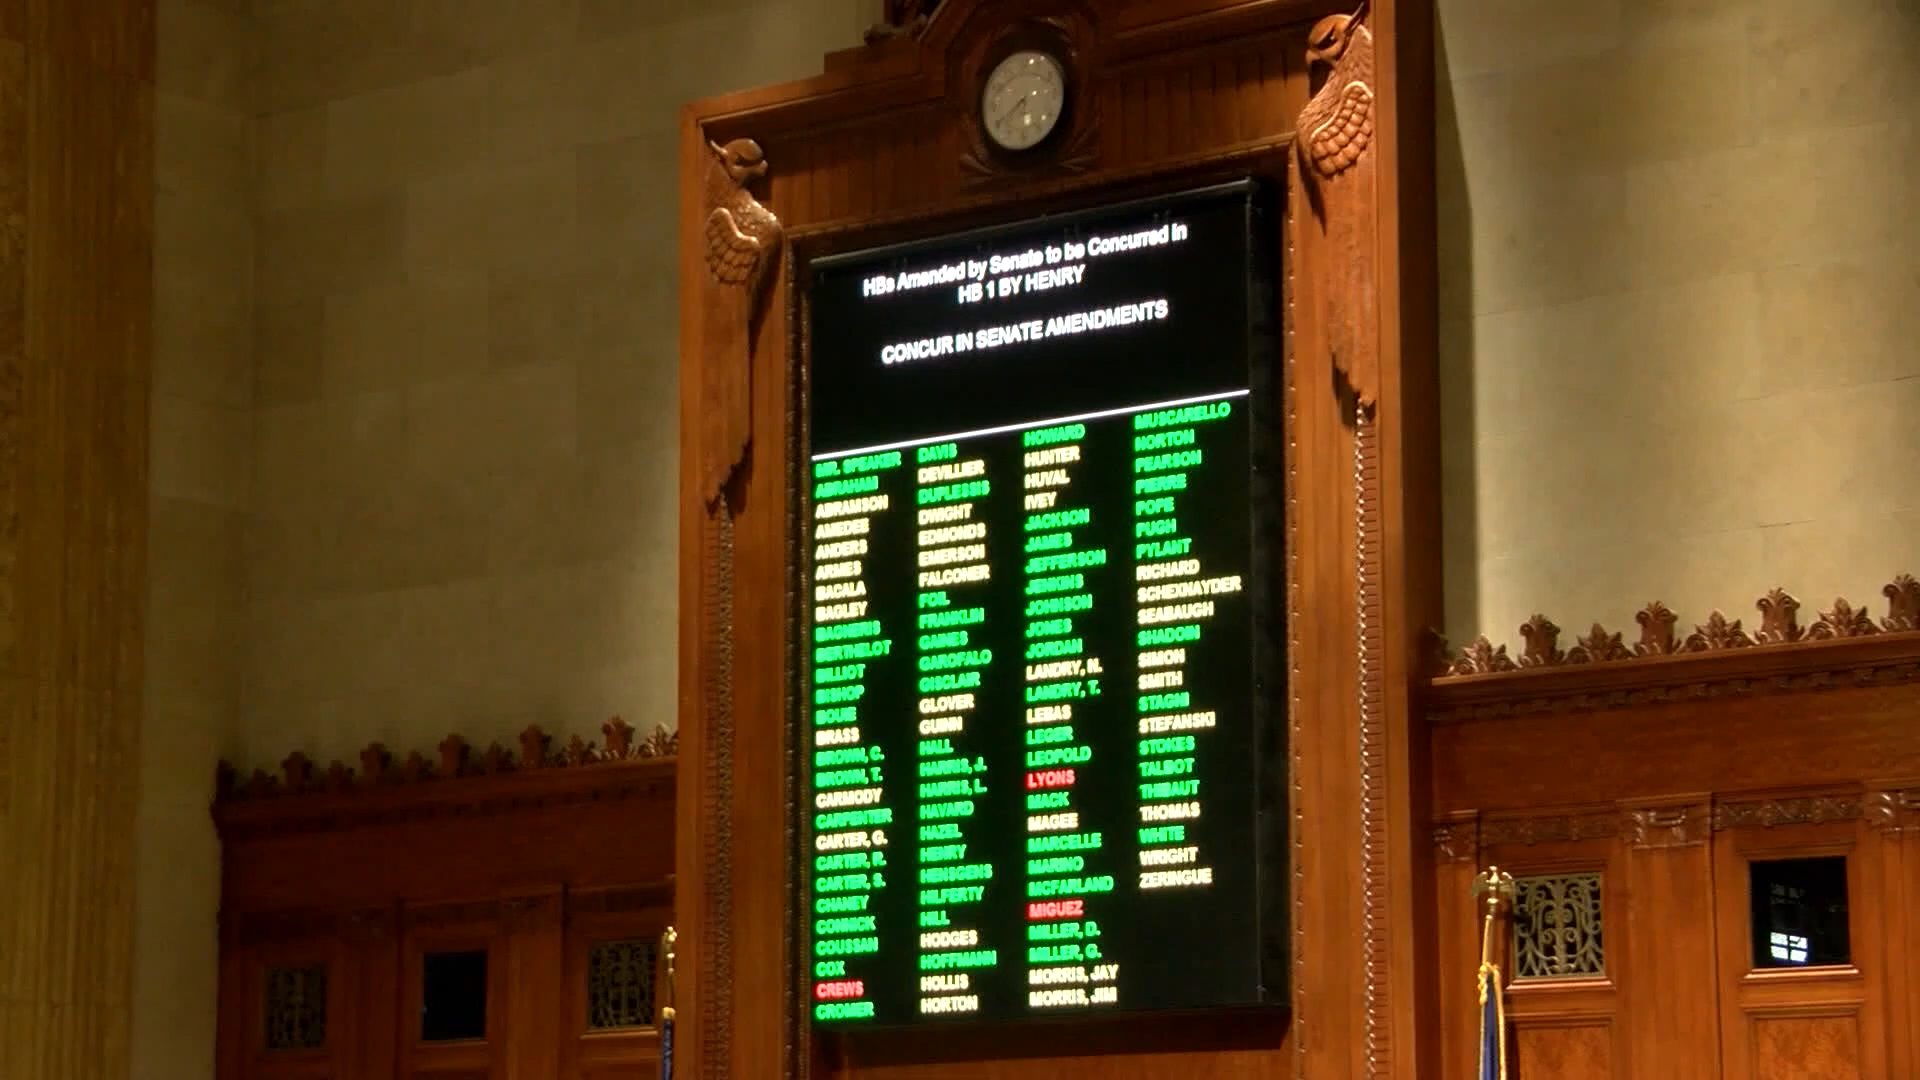 HBs Amended by Senate to be Concurred in
HB 1 BY HENRY
CONCUR IN SENATE AMENDMENTS
MR. SPEAKER
ABRAHAM
ABRAMSON
AMEDEE
ANDERS
ARMES
BACALA
BAGLEY
BAGNERIS
BERTHELOT
BILLIOT
BISHOP
BOUIE
BRASS
BROWN, C.
BROWN, T.
CARMODY
CARPENTER
CARTER, G.
CARTER, R.
CARTER, S.
CHANEY
CONNICK
COUSSAN
COX
CREWS
CROMER
DAVIS
DEVILLIER
DUPLESSIS
DWIGHT
EDMONDS
EMERSON
FALCONER
FOIL
FRANKLIN
GAINES
GAROFALO
GISCLAIR
GLOVER
GUINN
HALL
HARRIS, J.
HARRIS, L.
HAVARD
HAZEL
HENRY
HENSGENS
HILFERTY
HILL
HODGES
HOFFMANN
HOLLIS
HORTON
HOWARD
HUNTER
HUVAL
IVEY
JACKSON
JAMES
JEFFERSON
JENKINS
JOHNSON
JONES
JORDAN
LANDRY, N.
LANDRY, T.
LEBAS
LEGER
LEOPOLD
LYONS
MACK
MAGEE
MARCELLE
MARINO
MCFARLAND
MIGUEZ
MILLER, D.
MILLER, G.
MORRIS, JAY
MORRIS, JIM
MUSCARELLO
NORTON
PEARSON
PIERRE
POPE
PUGH
PYLANT
RICHARD
SCHEXNAYDER
SEABAUGH
SHADOIN
SIMON
SMITH
STAGNI
STEFANSKI
STOKES
TALBOT
THIBAUT
THOMAS
WHITE
WRIGHT
ZERINGUE